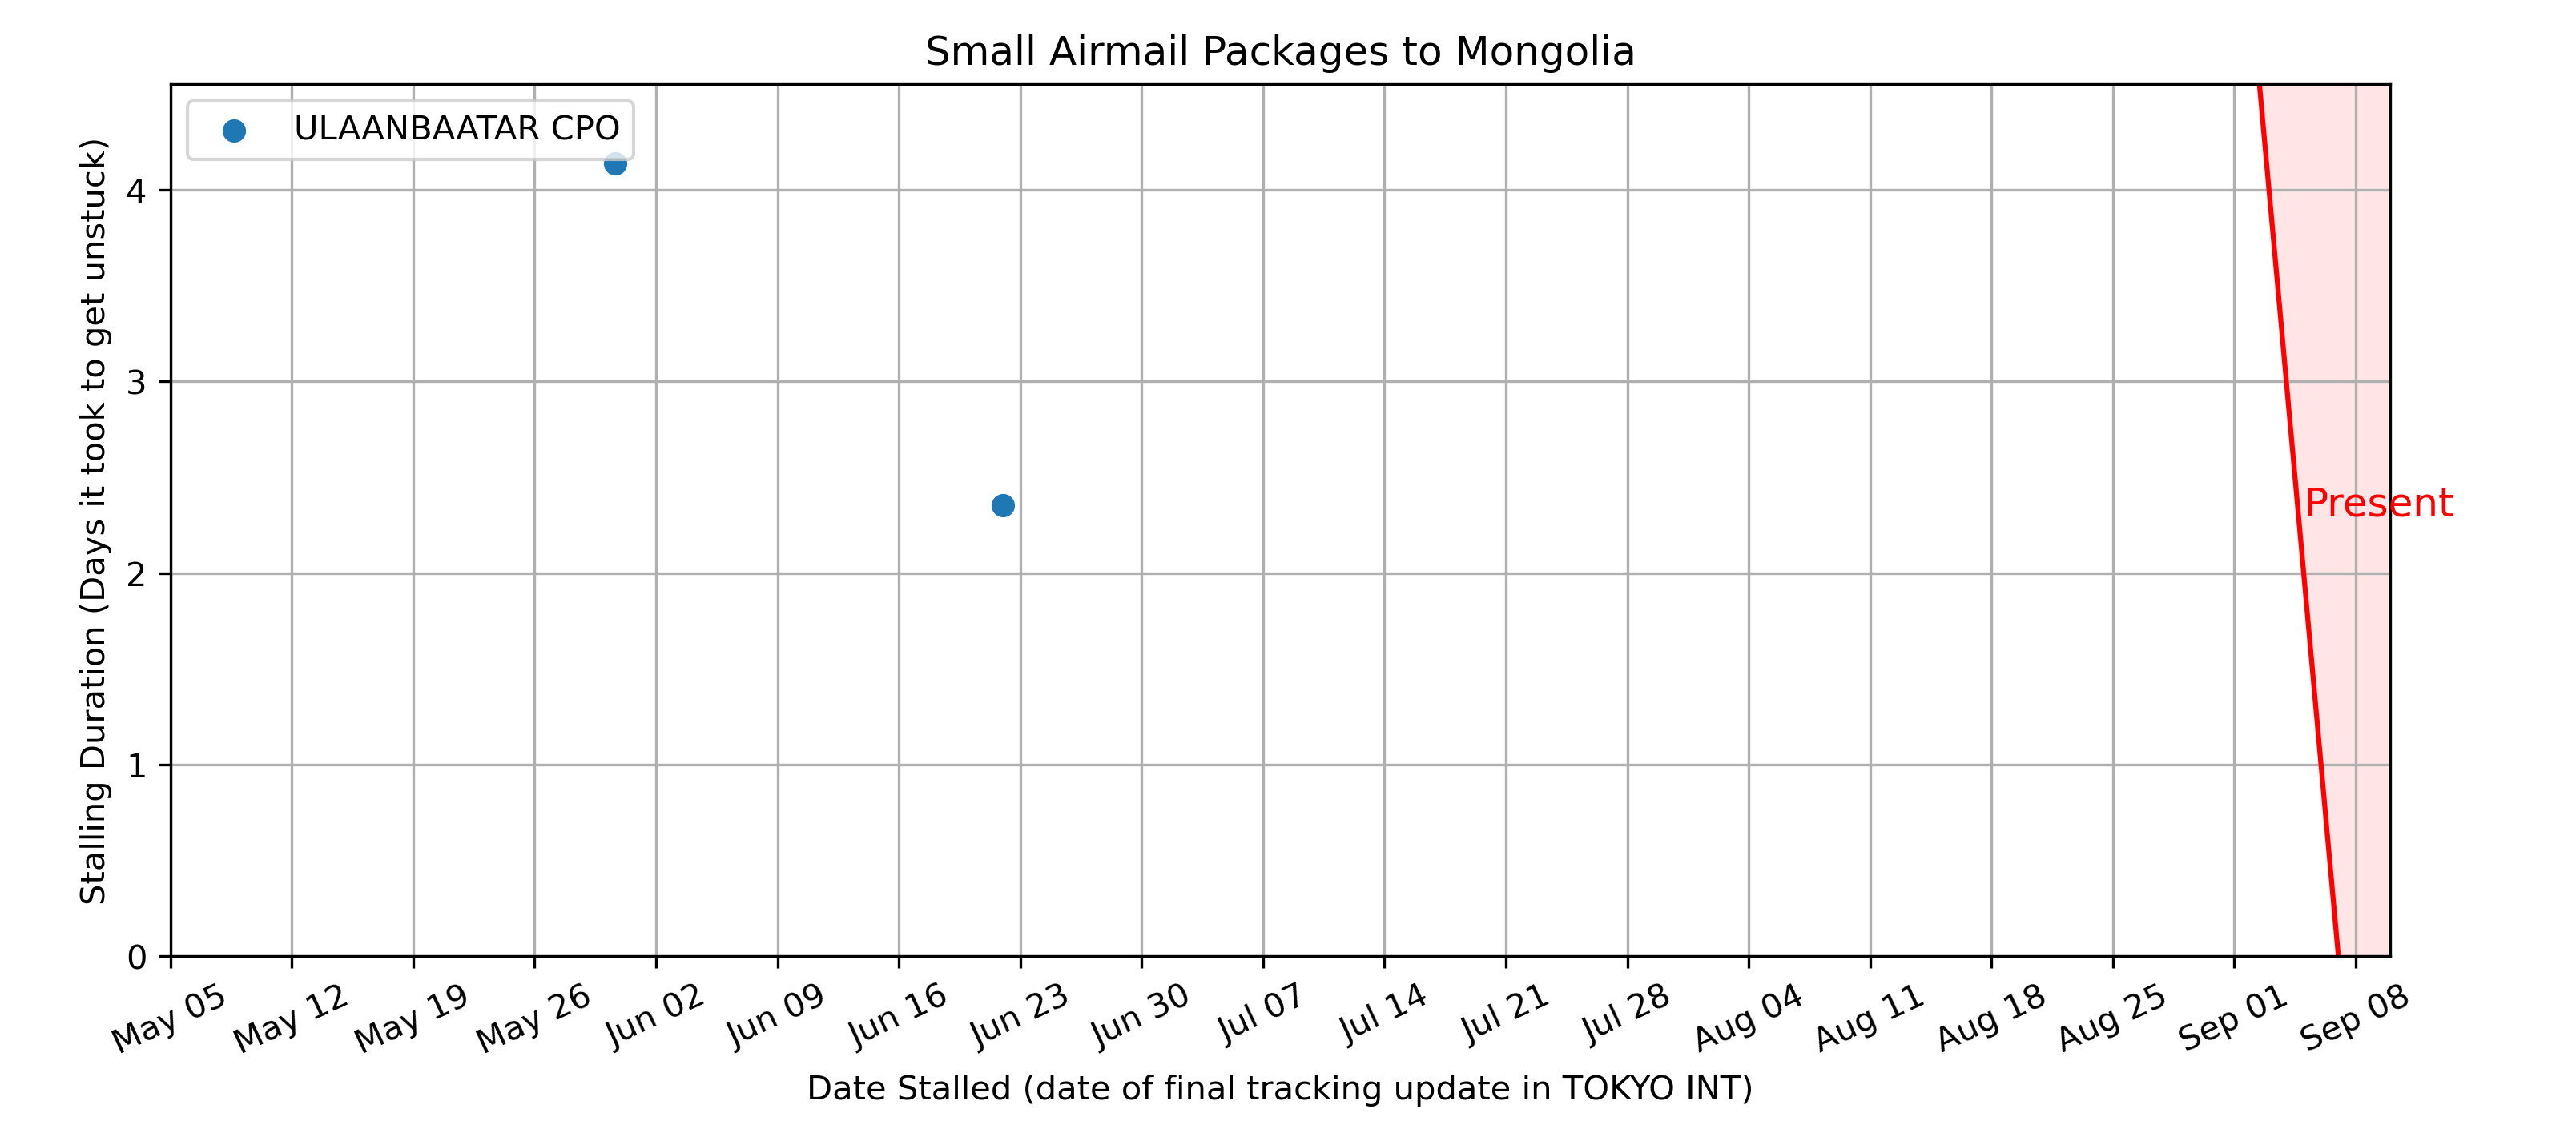 Small Airmail Packages to Mongolia
ULAANBAATAR CPO
Stalling Duration (Days it took to get unstuck)
4
3
2
1
0
Present
May 05
May 12
May 19
May 26
Jun 02
Jun 09
Jun 16
Jun 23
Jun 30
Jul 07
Jul 14
Jul 21
Jul 28
Aug 04
Aug 11
Aug 18
Aug 25
Sep 01
Sep 08
Date Stalled (date of final tracking update in TOKYO INT)